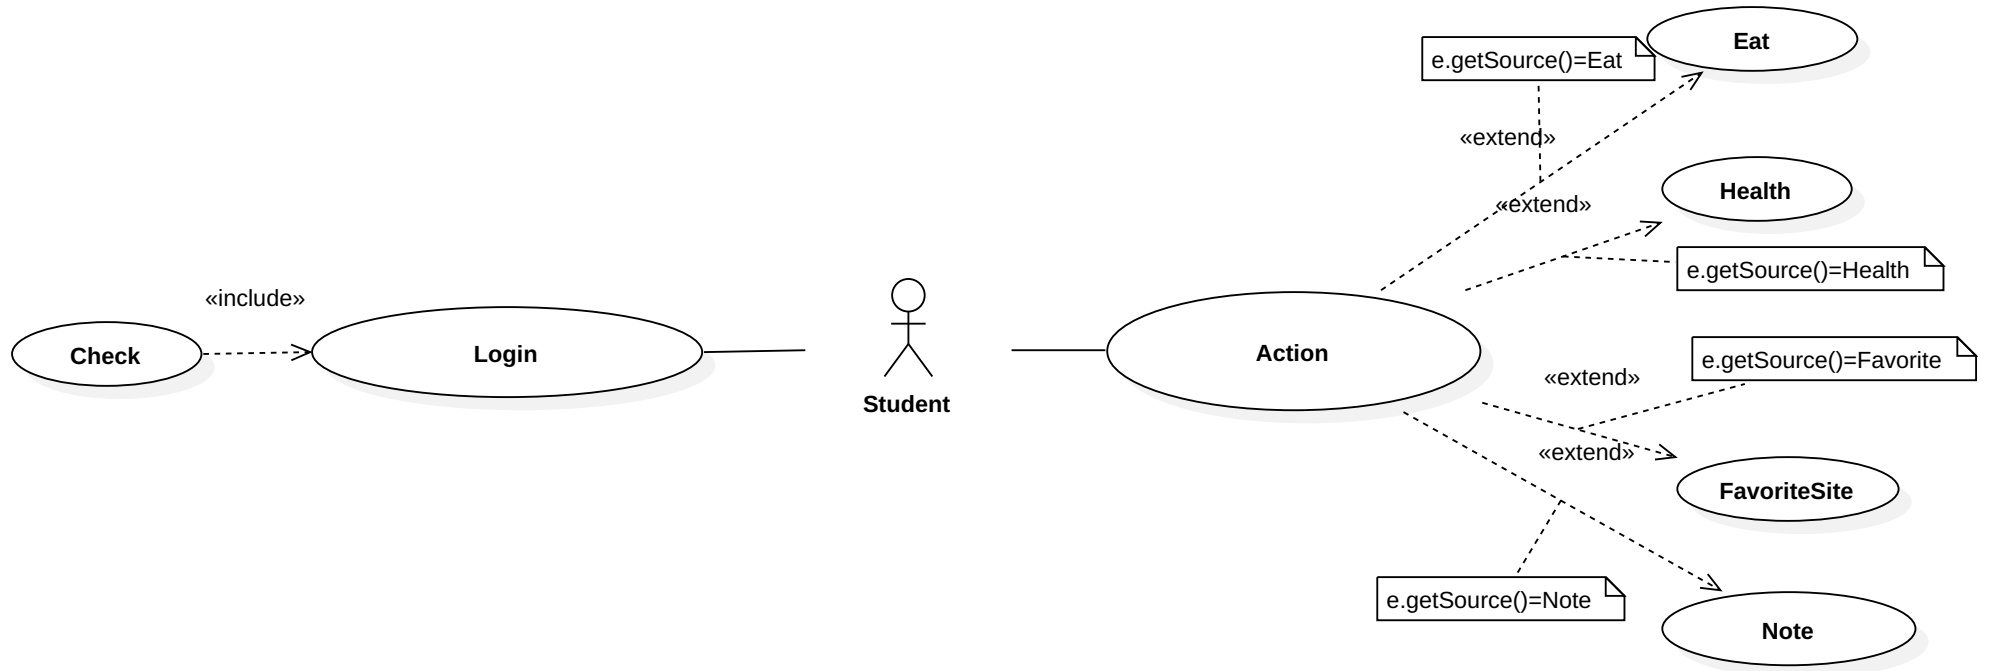 Eat
e.getSource()=Eat
«extend»
Health
«extend»
e.getSource()=Health
«include»
Check
Login
Student
Action
e.getSource()=Favorite
«extend»
«extend»
FavoriteSite
e.getSource()=Note
Note